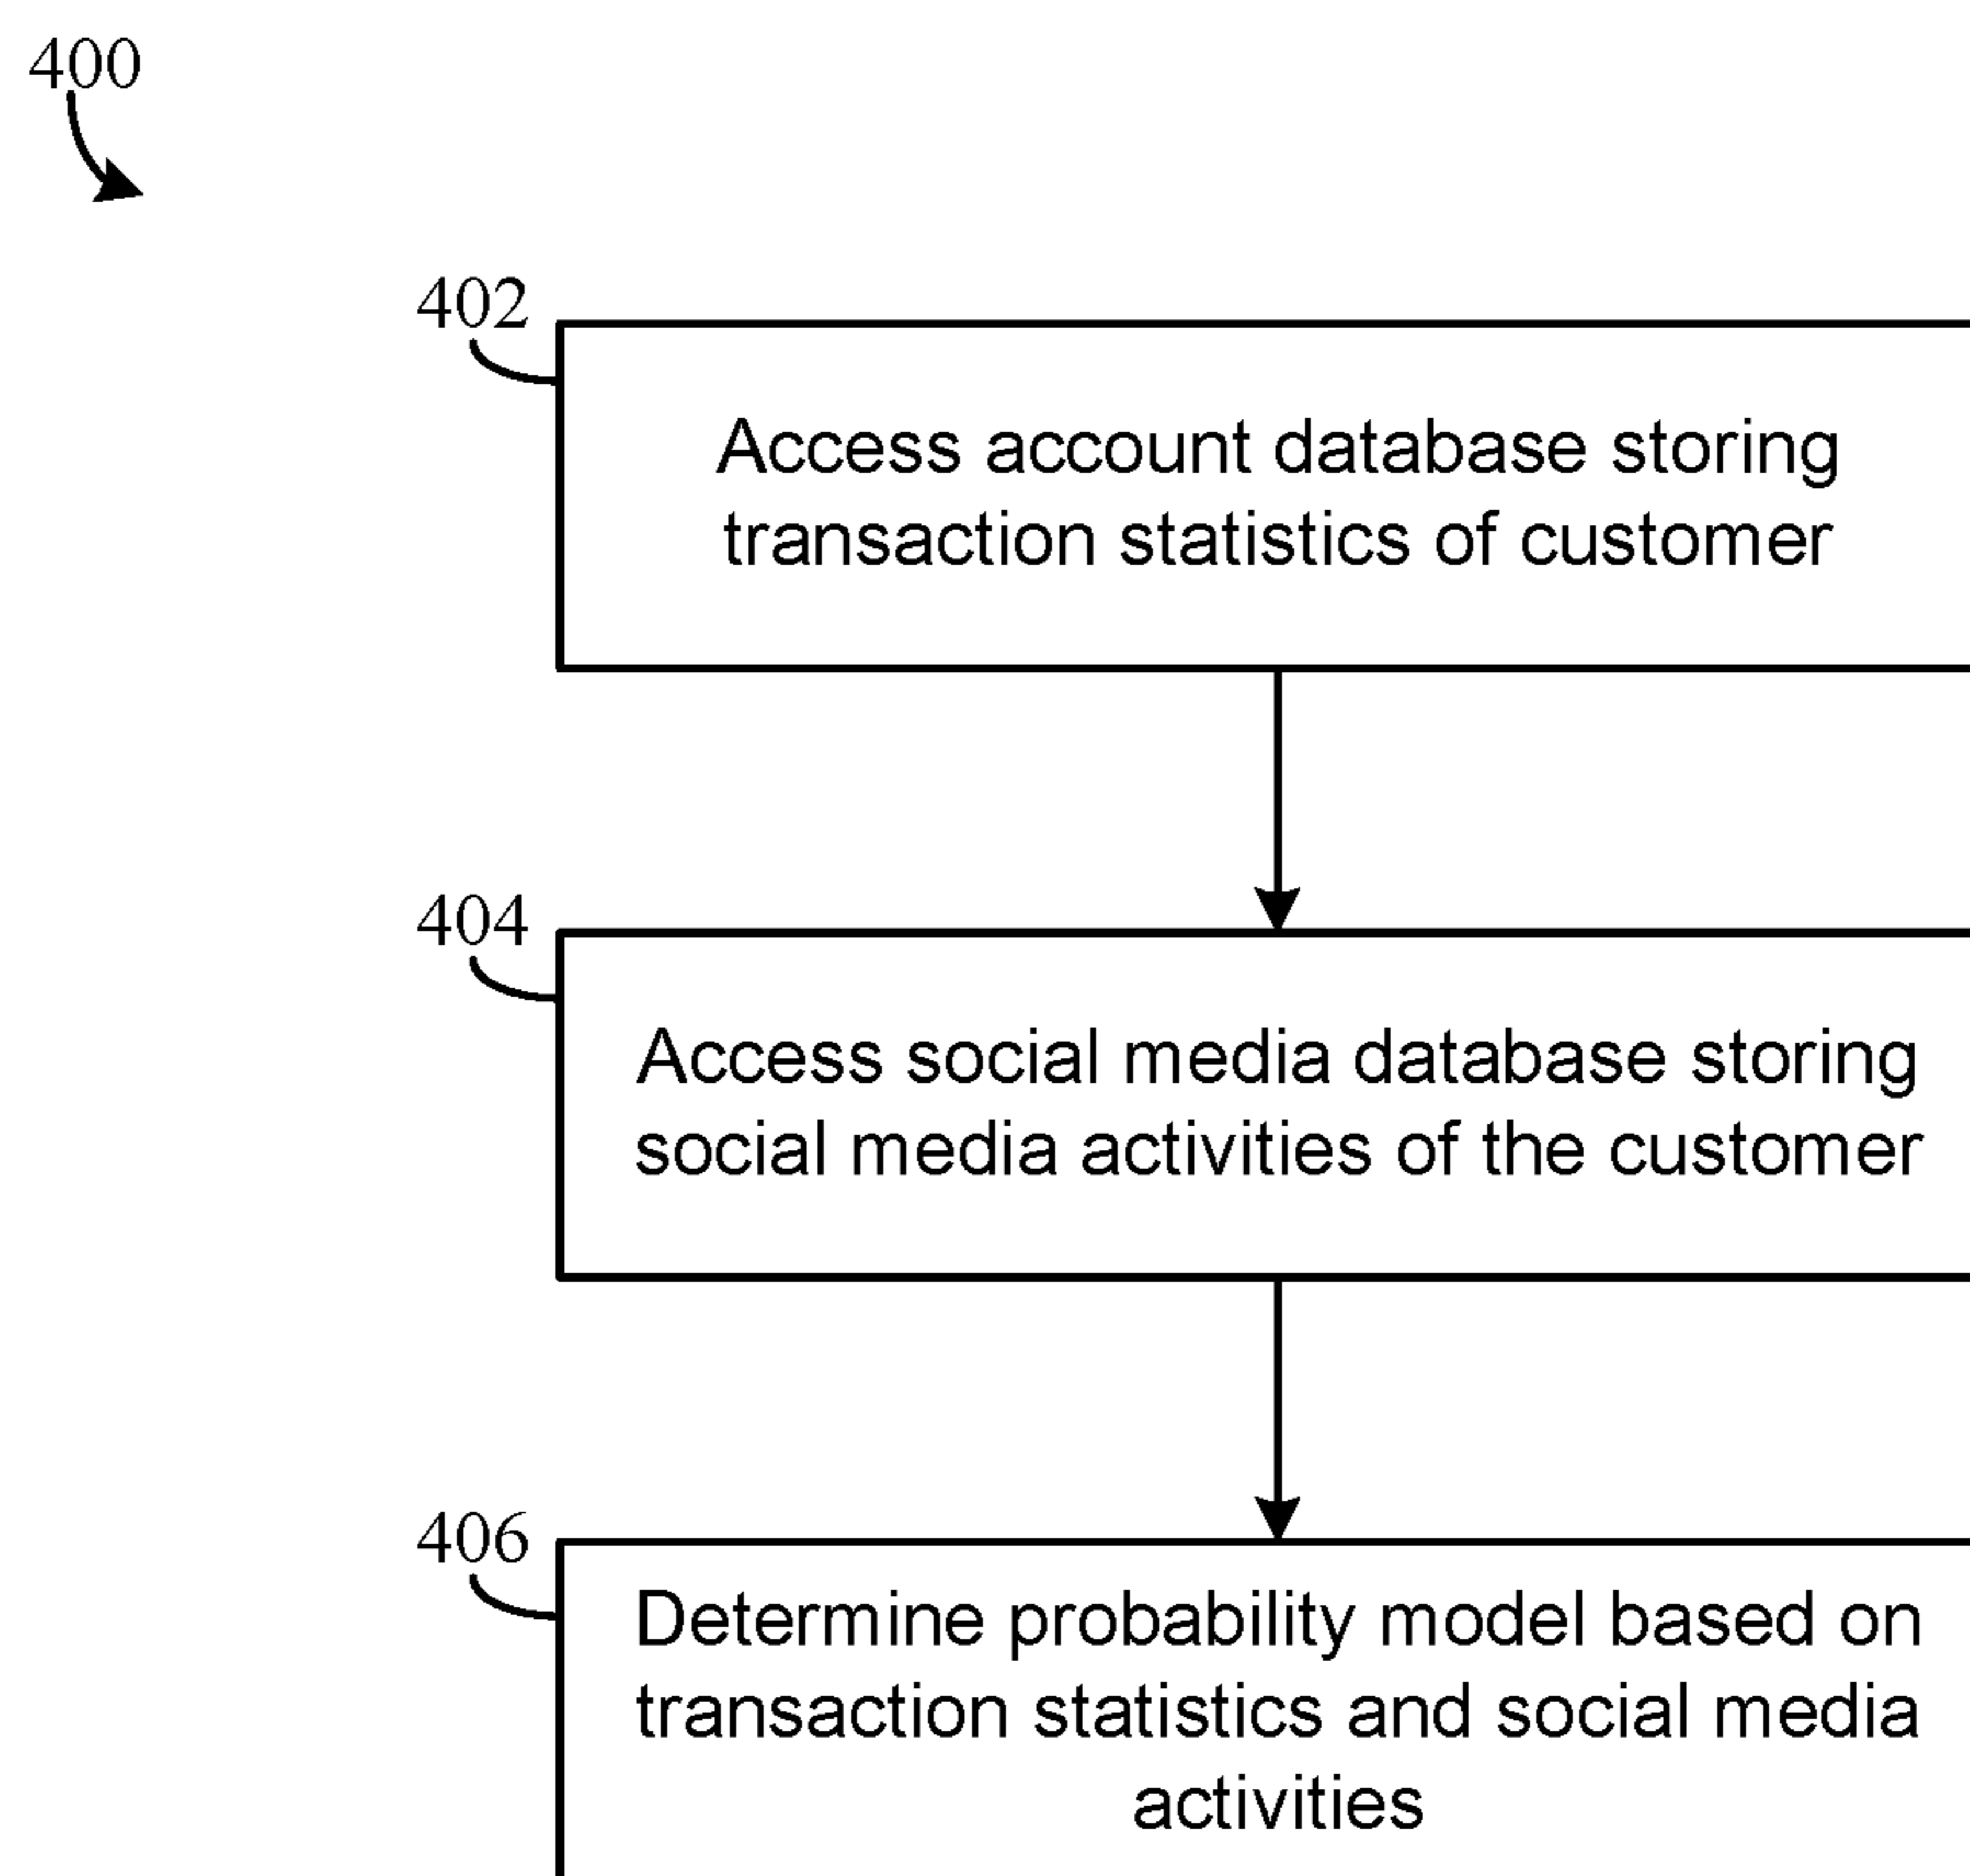 400
402
Access account database storing
transaction statistics of customer
404
Access social media database storing
social media activities of the customer
406
Determine probability model based on
transaction statistics and social media
activities